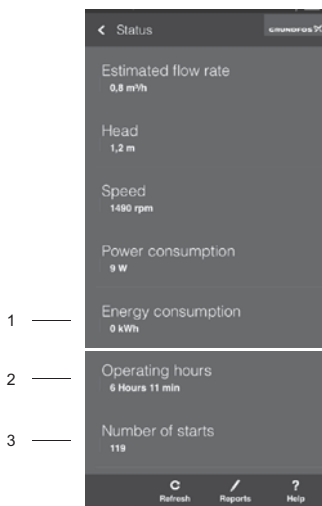 Status
GRUNDFOS
Estimated flow rate
0,8 m³/h
Head
1,2 m
Speed
1490 rpm
Power consumption
9 W
1
Energy consumption
0 kWh
2
Operating hours
6 Hours 11 min
3
Number of starts
119
Refresh
Reports
? 
Help